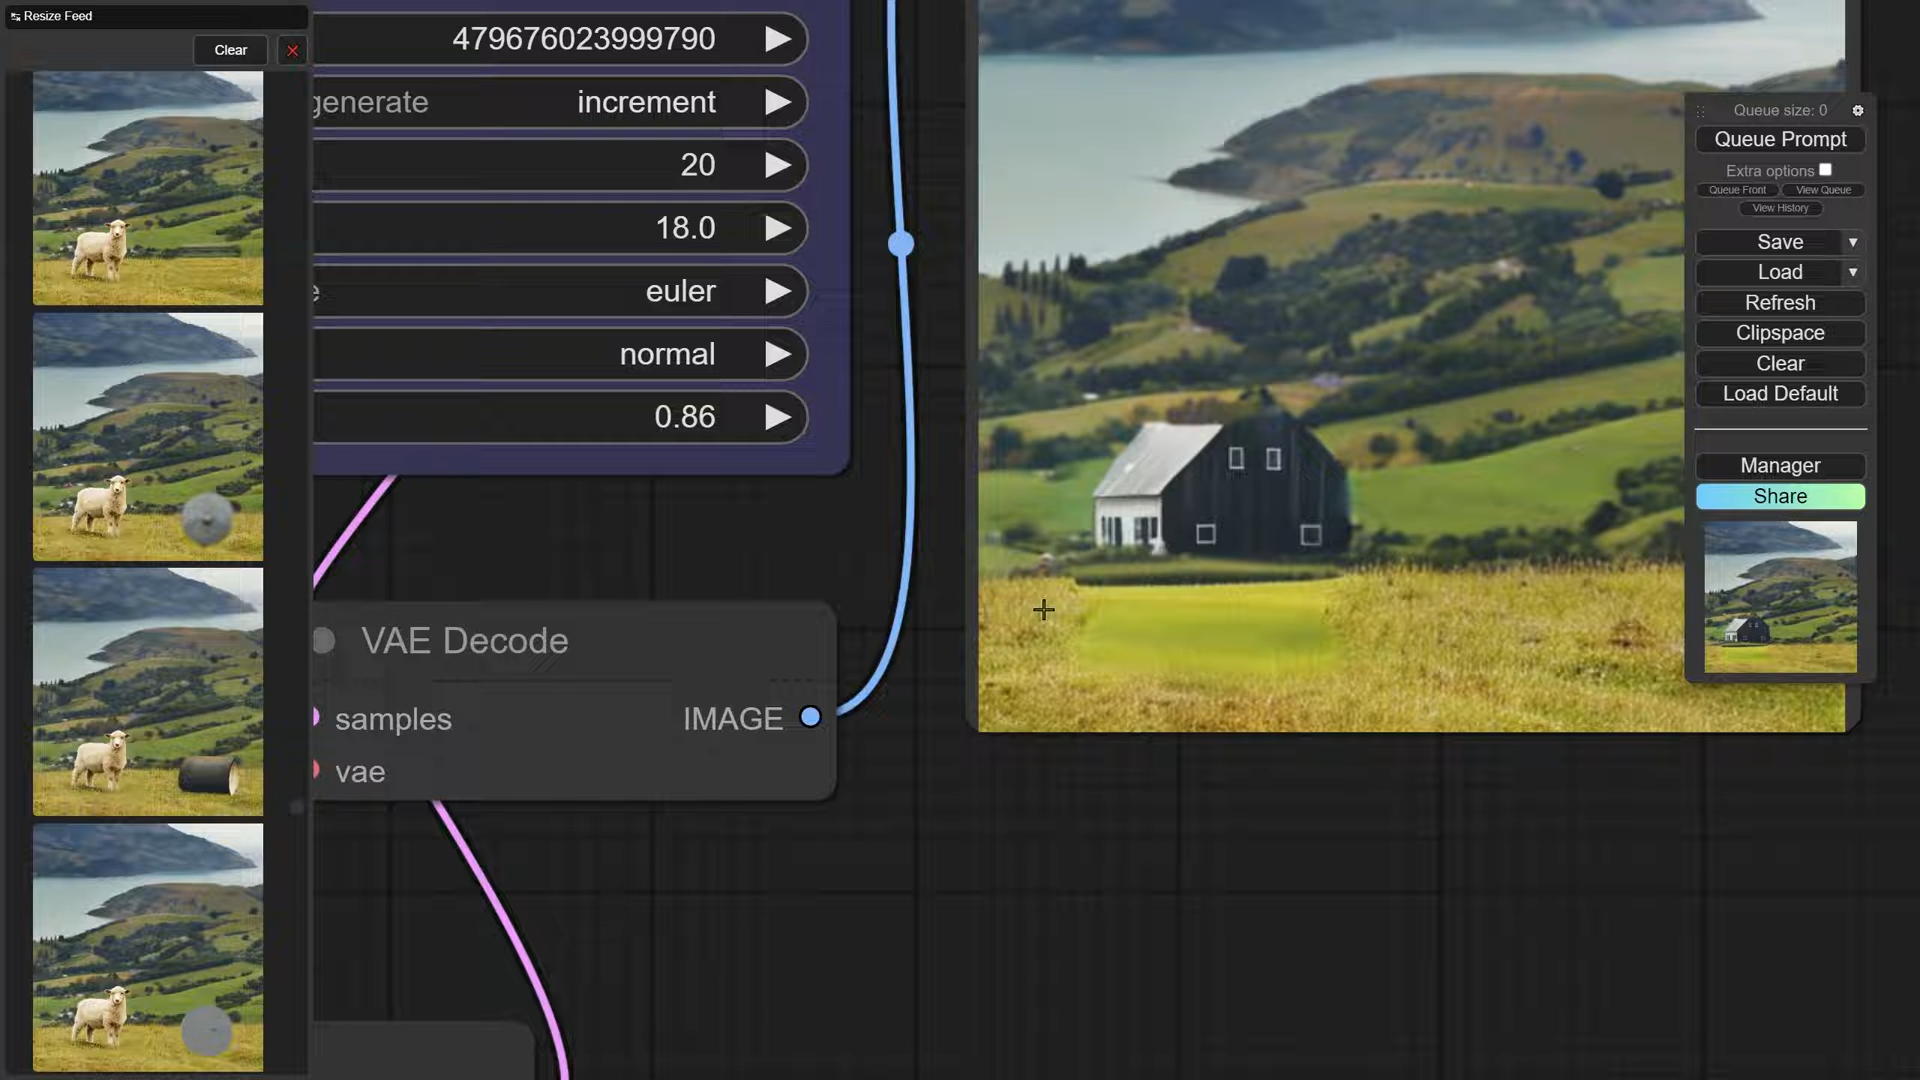 Resize Feed
Clear
479676023999790
generate increment
20
18.0
euler
normal
0.86
VAE Decode
samples IMAGE
vae
Queue size: 0
Queue Prompt
Extra options
Queue Front View Queue
View History
Save
Load
Refresh
Clipspace
Clear
Load Default
Manager
Share